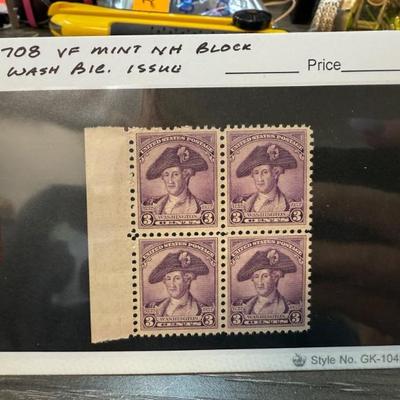 708 VF MINT NH BLOCK
WASH BIC. ISSUE
Price
UNITED STATES POSTAGE UNITED STATES POSTAGE
WASHINGTON WASHINGTON
3 CENTS 3 3 CENTS 3
UNITED STATES POSTAGE UNITED STATES POSTAGE
WASHINGTON WASHINGTON
3 CENTS 3 3 CENTS 3
Style No. GK-104